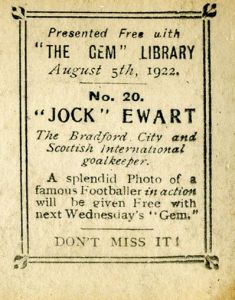 Presented Free with
"THE GEM" LIBRARY
August 5th, 1922.
No. 20.
"JOCK" EWART
The Bradford City and
Scottish International
goalkeeper.
A splendid Photo of a
famous Footballer in action
will be given Free with
next Wednesday's "Gem."
DON'T MISS IT!